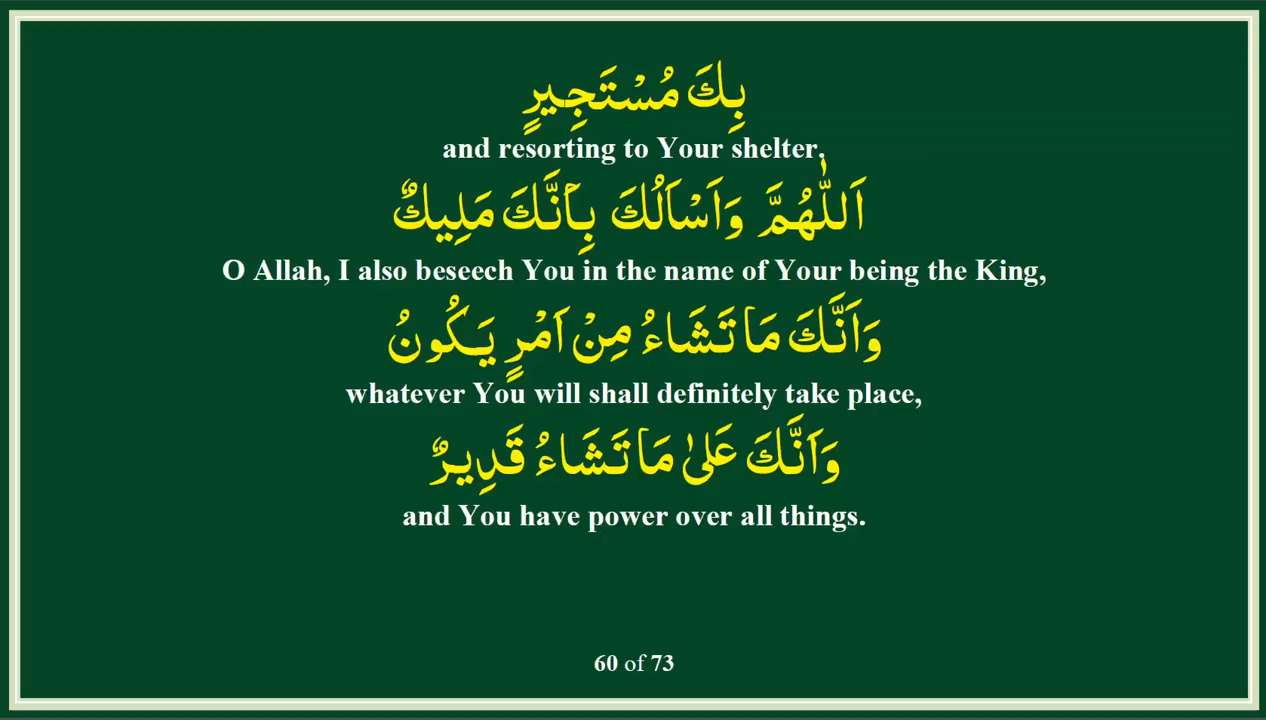 بِكَ مُسْتَجِيرٍ
and resorting to Your shelter.
اَللّٰهُمَّ وَاَسْاَلُكَ بِاَنَّكَ مَلِيكٌ
O Allah, I also beseech You in the name of Your being the King,
وَاَنَّكَ مَا تَشَاءُ مِنْ اَمْرٍ يَكُونُ
whatever You will shall definitely take place,
وَاَنَّكَ عَلىٰ مَا تَشَاءُ قَدِيرٌ
and You have power over all things.
60 of 73